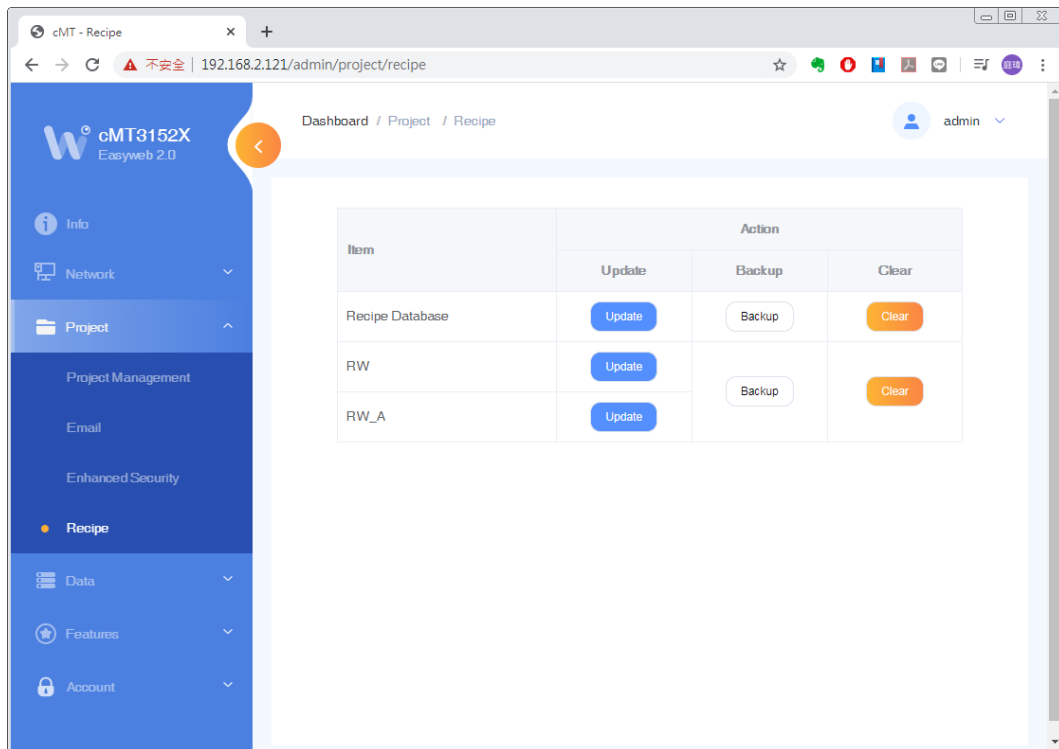 cMT - Recipe
不安全 | 192.168.2.121/admin/project/recipe
cMT3152X
Easyweb 2.0
Dashboard / Project / Recipe
admin
Info
Network
Project
Project Management
Email
Enhanced Security
Recipe
Data
Features
Account
Item
Action
Update Backup Clear
Recipe Database Update Backup Clear
RW Update
Backup Clear
RW_A Update